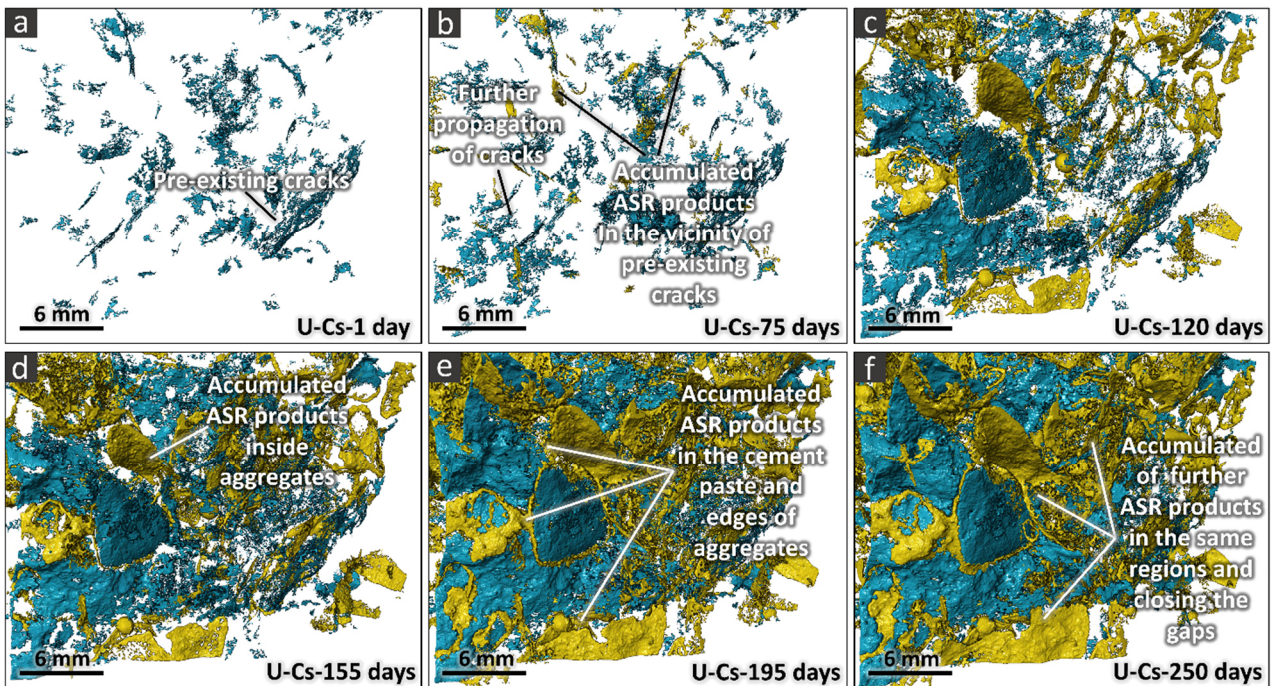 a
Pre-existing cracks
6 mm
U-Cs-1 day
b
Further
propagation
of cracks
Accumulated
ASR products
In the vicinity of
pre-existing
cracks
6 mm
U-Cs-75 days
c
6 mm
U-Cs-120 days
d
Accumulated
ASR products
inside
aggregates
6 mm
U-Cs-155 days
e
Accumulated
ASR products
in the cement
paste and
edges of
aggregates
6 mm
U-Cs-195 days
f
Accumulated
of further
ASR products
in the same
regions and
closing the
gaps
6 mm
U-Cs-250 days